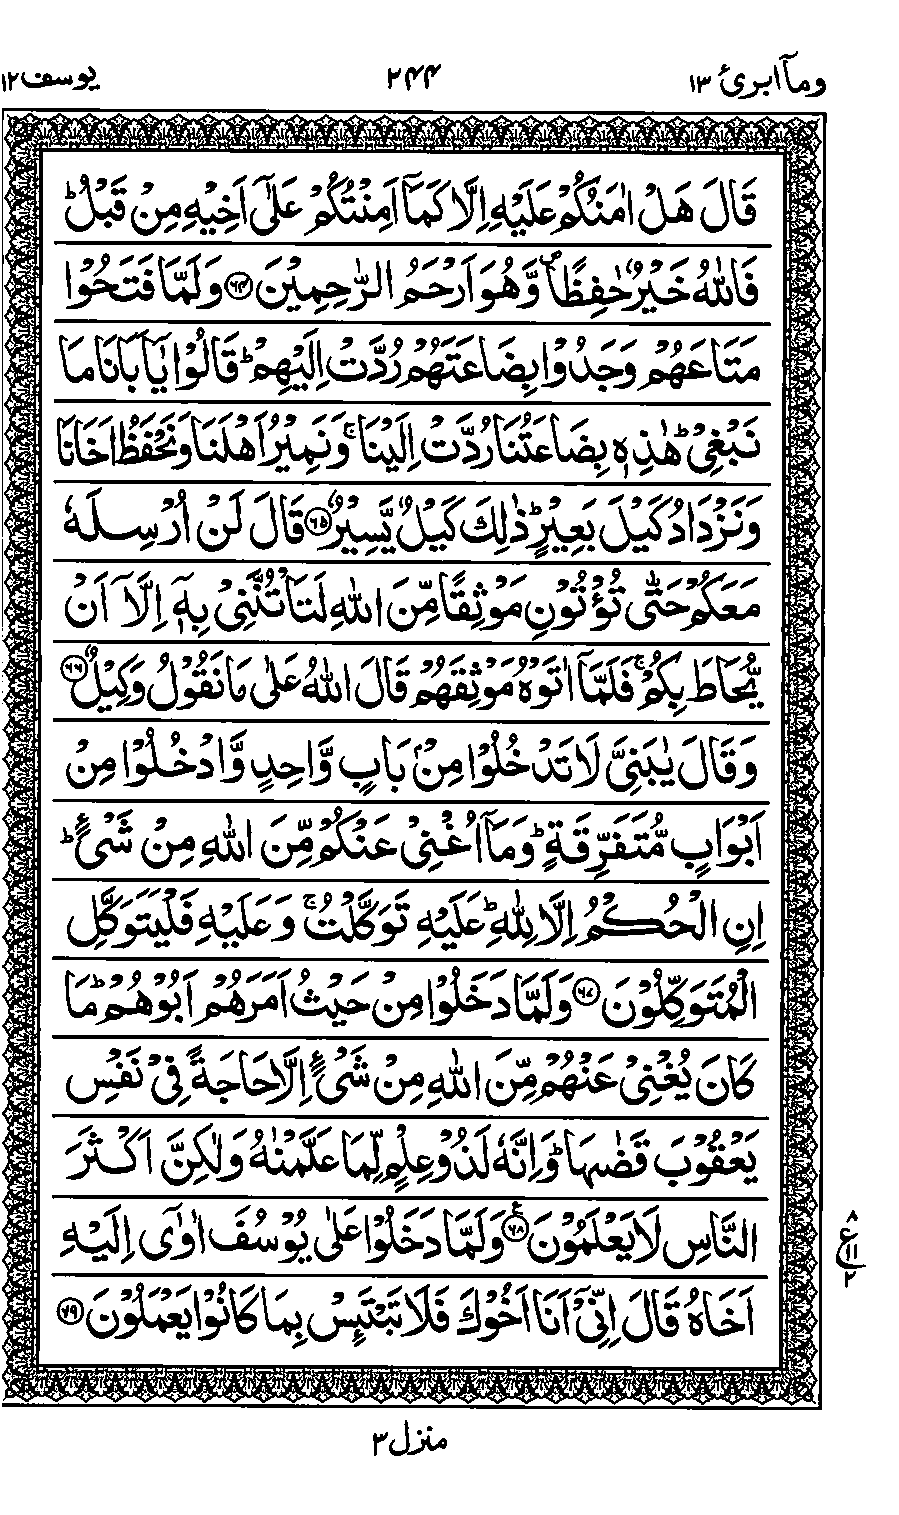 وماۤابرئ ١٣ ٢٤٤ يوسف ١٢
قَالَ هَلْ اٰمَنُكُمْ عَلَيْهِ اِلَّا كَمَاۤ اَمِنْتُكُمْ عَلٰۤى اَخِيْهِ مِنْ قَبْلُ ؕ
فَاللّٰهُ خَيْرٌ حٰفِظًا ۪ وَّهُوَ اَرْحَمُ الرّٰحِمِيْنَ ﴿٦٤﴾ وَلَمَّا فَتَحُوْا
مَتَاعَهُمْ وَجَدُوْا بِضَاعَتَهُمْ رُدَّتْ اِلَيْهِمْ ؕ قَالُوْا يٰۤاَبَانَا مَا
نَبْغِيْ ؕ هٰذِهٖ بِضَاعَتُنَا رُدَّتْ اِلَيْنَا ۚ وَنَمِيْرُ اَهْلَنَا وَنَحْفَظُ اَخَانَا
وَنَزْدَادُ كَيْلَ بَعِيْرٍ ؕ ذٰلِكَ كَيْلٌ يَّسِيْرٌ ﴿٦٥﴾ قَالَ لَنْ اُرْسِلَهٗ
مَعَكُمْ حَتّٰى تُؤْتُوْنِ مَوْثِقًا مِّنَ اللّٰهِ لَتَاْتُنَّنِيْ بِهٖۤ اِلَّاۤ اَنْ
يُّحَاطَ بِكُمْ ۚ فَلَمَّاۤ اٰتَوْهُ مَوْثِقَهُمْ قَالَ اللّٰهُ عَلٰى مَا نَقُوْلُ وَكِيْلٌ ﴿٦٦﴾
وَقَالَ يٰبَنِيَّ لَا تَدْخُلُوْا مِنْۢ بَابٍ وَّاحِدٍ وَّادْخُلُوْا مِنْ
اَبْوَابٍ مُّتَفَرِّقَةٍ ؕ وَمَاۤ اُغْنِيْ عَنْكُمْ مِّنَ اللّٰهِ مِنْ شَيْءٍ ؕ
اِنِ الْحُكْمُ اِلَّا لِلّٰهِ ؕ عَلَيْهِ تَوَكَّلْتُ ۚ وَعَلَيْهِ فَلْيَتَوَكَّلِ
الْمُتَوَكِّلُوْنَ ﴿٦٧﴾ وَلَمَّا دَخَلُوْا مِنْ حَيْثُ اَمَرَهُمْ اَبُوْهُمْ ؕ مَا
كَانَ يُغْنِيْ عَنْهُمْ مِّنَ اللّٰهِ مِنْ شَيْءٍ اِلَّا حَاجَةً فِيْ نَفْسِ
يَعْقُوْبَ قَضٰىهَا ؕ وَاِنَّهٗ لَذُوْ عِلْمٍ لِّمَا عَلَّمْنٰهُ وَلٰكِنَّ اَكْثَرَ
النَّاسِ لَا يَعْلَمُوْنَ ﴿٦٨﴾ وَلَمَّا دَخَلُوْا عَلٰى يُوْسُفَ اٰوٰۤى اِلَيْهِ
اَخَاهُ قَالَ اِنِّيْۤ اَنَا اَخُوْكَ فَلَا تَبْتَئِسْ بِمَا كَانُوْا يَعْمَلُوْنَ ﴿٦٩﴾
٨
ع
١١
٢
منزل ٣